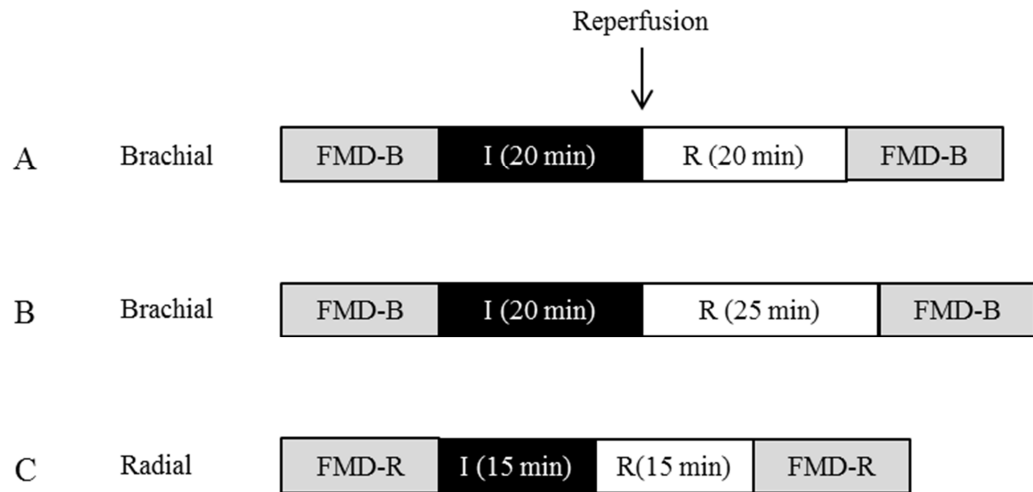 Reperfusion
A Brachial FMD-B I (20 min) R (20 min) FMD-B
B Brachial FMD-B I (20 min) R (25 min) FMD-B
C Radial FMD-R I (15 min) R(15 min) FMD-R